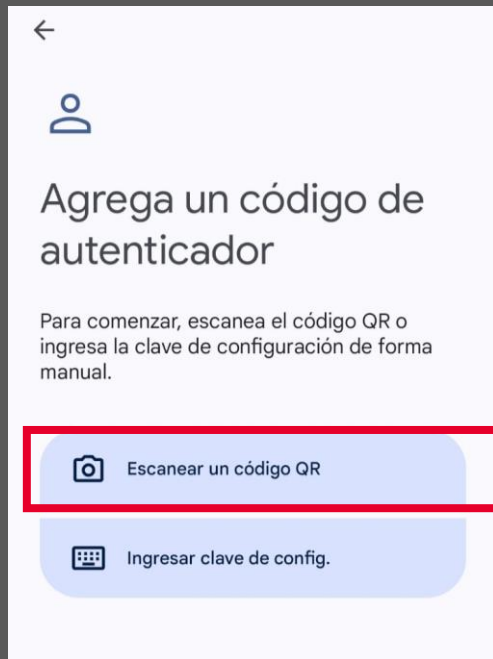 Agrega un código de
autenticador
Para comenzar, escanea el código QR o
ingresa la clave de configuración de forma
manual.
Escanear un código QR
Ingresar clave de config.